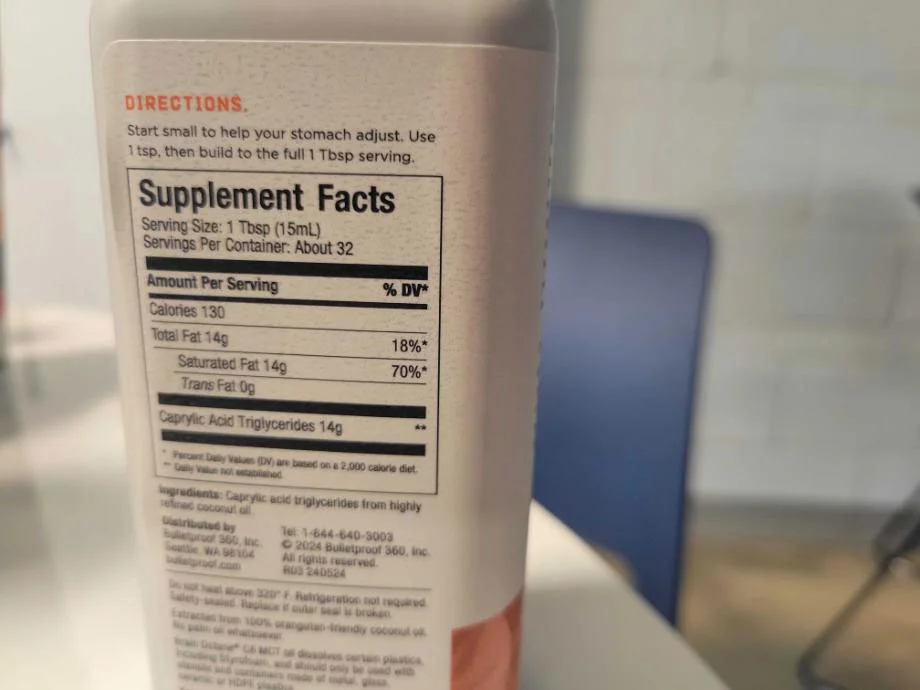 DIRECTIONS.
Start small to help your stomach adjust. Use
1 tsp, then build to the full 1 Tbsp serving.
Supplement Facts
Serving Size: 1 Tbsp (15mL)
Servings Per Container: About 32
Amount Per Serving % DV*
Calories 130
Total Fat 14g 18%*
Saturated Fat 14g 70%*
Trans Fat 0g
Caprylic Acid Triglycerides 14g **
* Percent Daily Values (DV) are based on a 2,000 calorie diet.
** Daily Value not established.
Ingredients: Caprylic acid triglycerides from highly
refined coconut oil.
Distributed by
Bulletproof 360, Inc.
Seattle, WA 98104
bulletproof.com
Tel: 1-844-640-3003
© 2024 Bulletproof 360, Inc.
All rights reserved.
R03 240524
Do not heat above 320° F. Refrigeration not required.
Safety-sealed. Replace if outer seal is broken.
Extracted from 100% orangutan-friendly coconut oil.
No palm oil whatsoever.
Brain Octane® C8 MCT oil dissolves certain plastics,
including Styrofoam, and should only be used with
utensils and containers made of metal, glass,
ceramic or HDPE plastics.